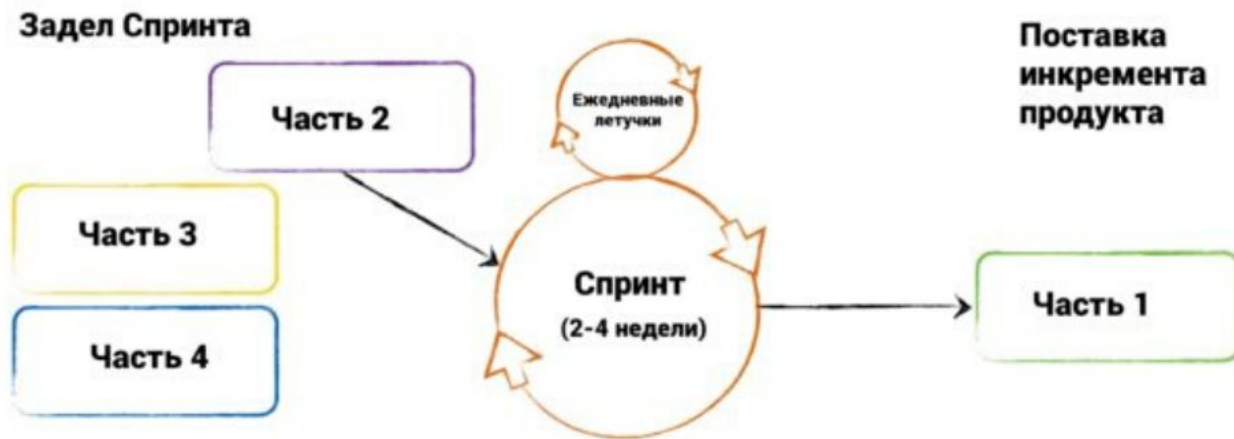 Задел Спринта
Поставка
инкремента
продукта
Часть 2
Ежедневные
летучки
Часть 3
Спринт
(2-4 недели)
Часть 1
Часть 4